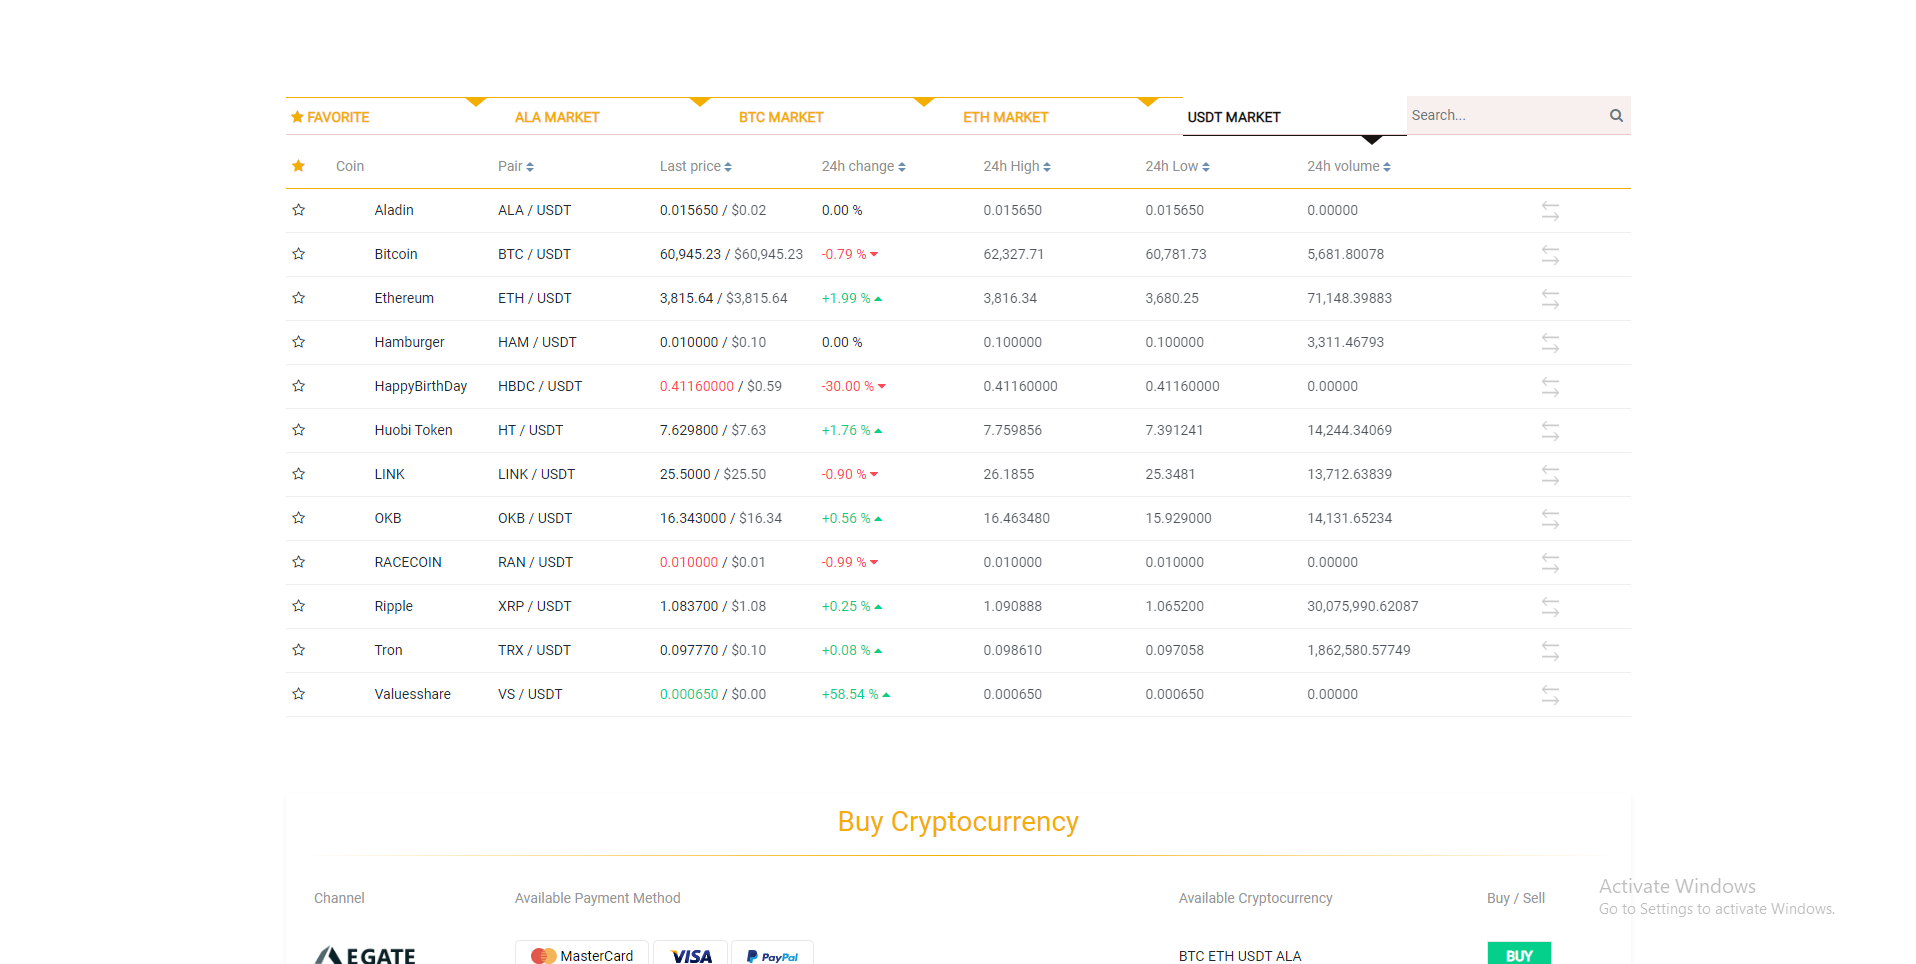 FAVORITE ALA MARKET BTC MARKET ETH MARKET USDT MARKET Search...
Coin Pair Last price 24h change 24h High 24h Low 24h volume
Aladin ALA / USDT 0.015650 / $0.02 0.00 % 0.015650 0.015650 0.00000
Bitcoin BTC / USDT 60,945.23 / $60,945.23 -0.79 % 62,327.71 60,781.73 5,681.80078
Ethereum ETH / USDT 3,815.64 / $3,815.64 +1.99 % 3,816.34 3,680.25 71,148.39883
Hamburger HAM / USDT 0.010000 / $0.10 0.00 % 0.100000 0.100000 3,311.46793
HappyBirthDay HBDC / USDT 0.41160000 / $0.59 -30.00 % 0.41160000 0.41160000 0.00000
Huobi Token HT / USDT 7.629800 / $7.63 +1.76 % 7.759856 7.391241 14,244.34069
LINK LINK / USDT 25.5000 / $25.50 -0.90 % 26.1855 25.3481 13,712.63839
OKB OKB / USDT 16.343000 / $16.34 +0.56 % 16.463480 15.929000 14,131.65234
RACECOIN RAN / USDT 0.010000 / $0.01 -0.99 % 0.010000 0.010000 0.00000
Ripple XRP / USDT 1.083700 / $1.08 +0.25 % 1.090888 1.065200 30,075,990.62087
Tron TRX / USDT 0.097770 / $0.10 +0.08 % 0.098610 0.097058 1,862,580.57749
Valuesshare VS / USDT 0.000650 / $0.00 +58.54 % 0.000650 0.000650 0.00000
Buy Cryptocurrency
Channel Available Payment Method Available Cryptocurrency Buy / Sell
Activate Windows
Go to Settings to activate Windows.
AEGATE MasterCard VISA PayPal BTC ETH USDT ALA BUY